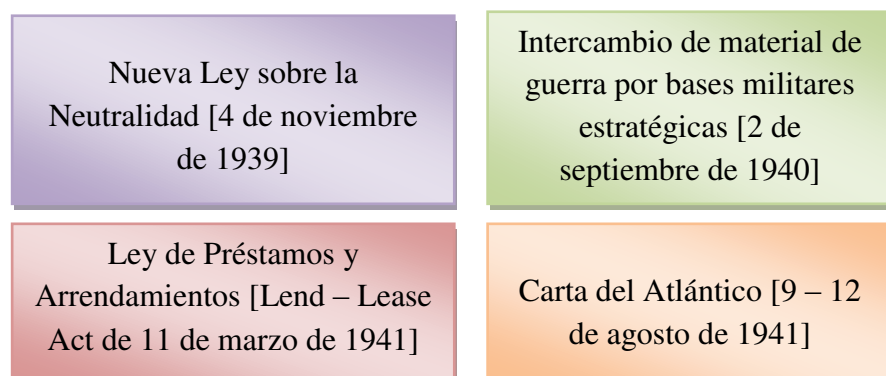 Nueva Ley sobre la
Neutralidad [4 de noviembre
de 1939]
Intercambio de material de
guerra por bases militares
estratégicas [2 de
septiembre de 1940]
Ley de Préstamos y
Arrendamientos [Lend – Lease
Act de 11 de marzo de 1941]
Carta del Atlántico [9 – 12
de agosto de 1941]